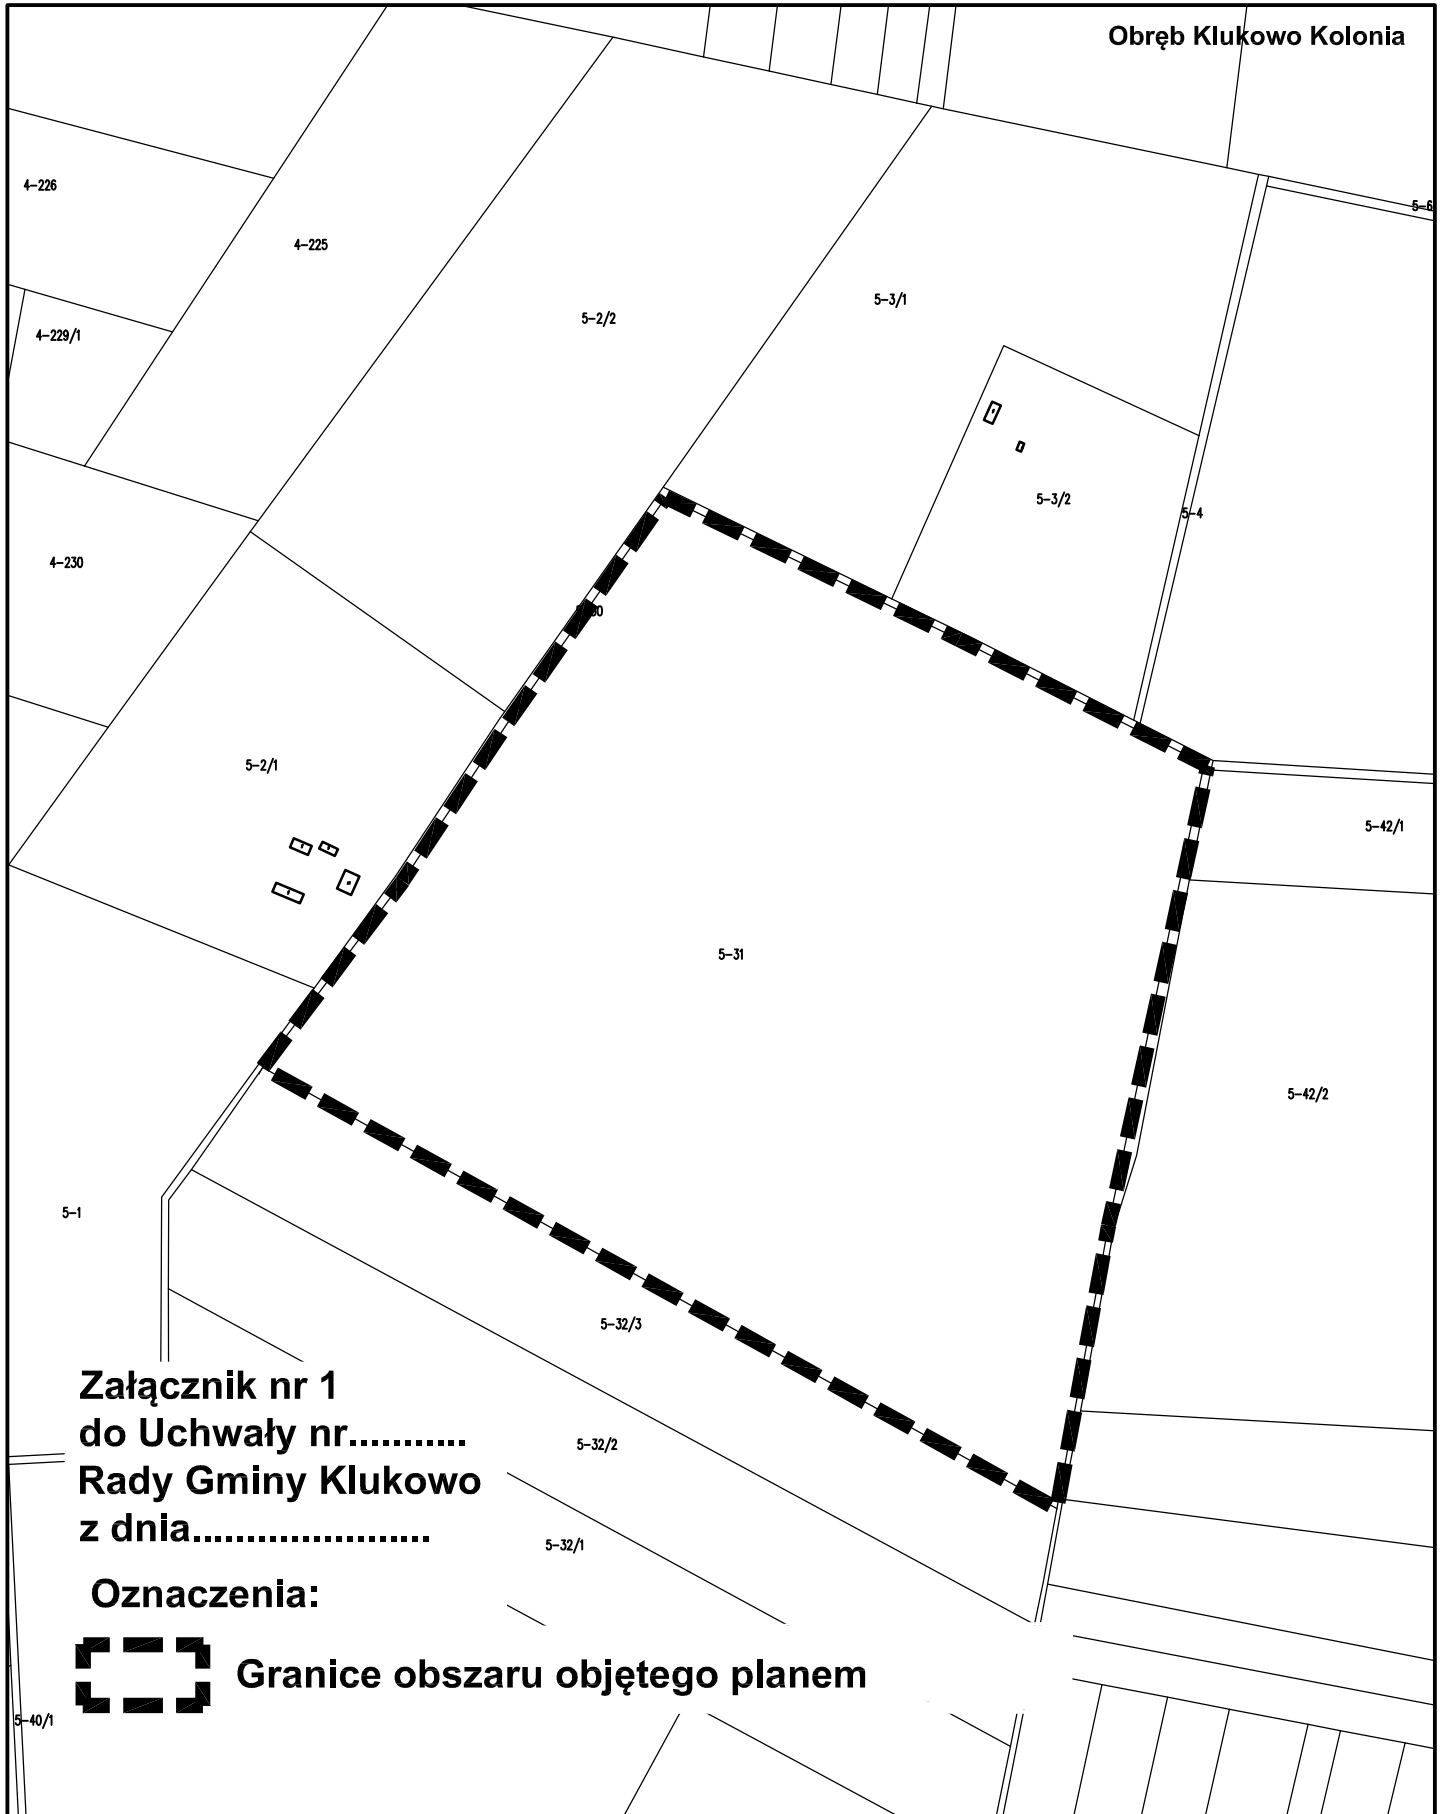 Obręb Klukowo Kolonia
4-226
5-6
4-225
5-3/1
5-2/2
4-229/1
5-3/2
5-4
4-230
5-2/1
5-42/1
5-31
5-42/2
5-1
5-32/3
Załącznik nr 1
do Uchwały nr...........
5-32/2
Rady Gminy Klukowo
z dnia......................
5-32/1
Oznaczenia:
Granice obszaru objętego planem
5-40/1